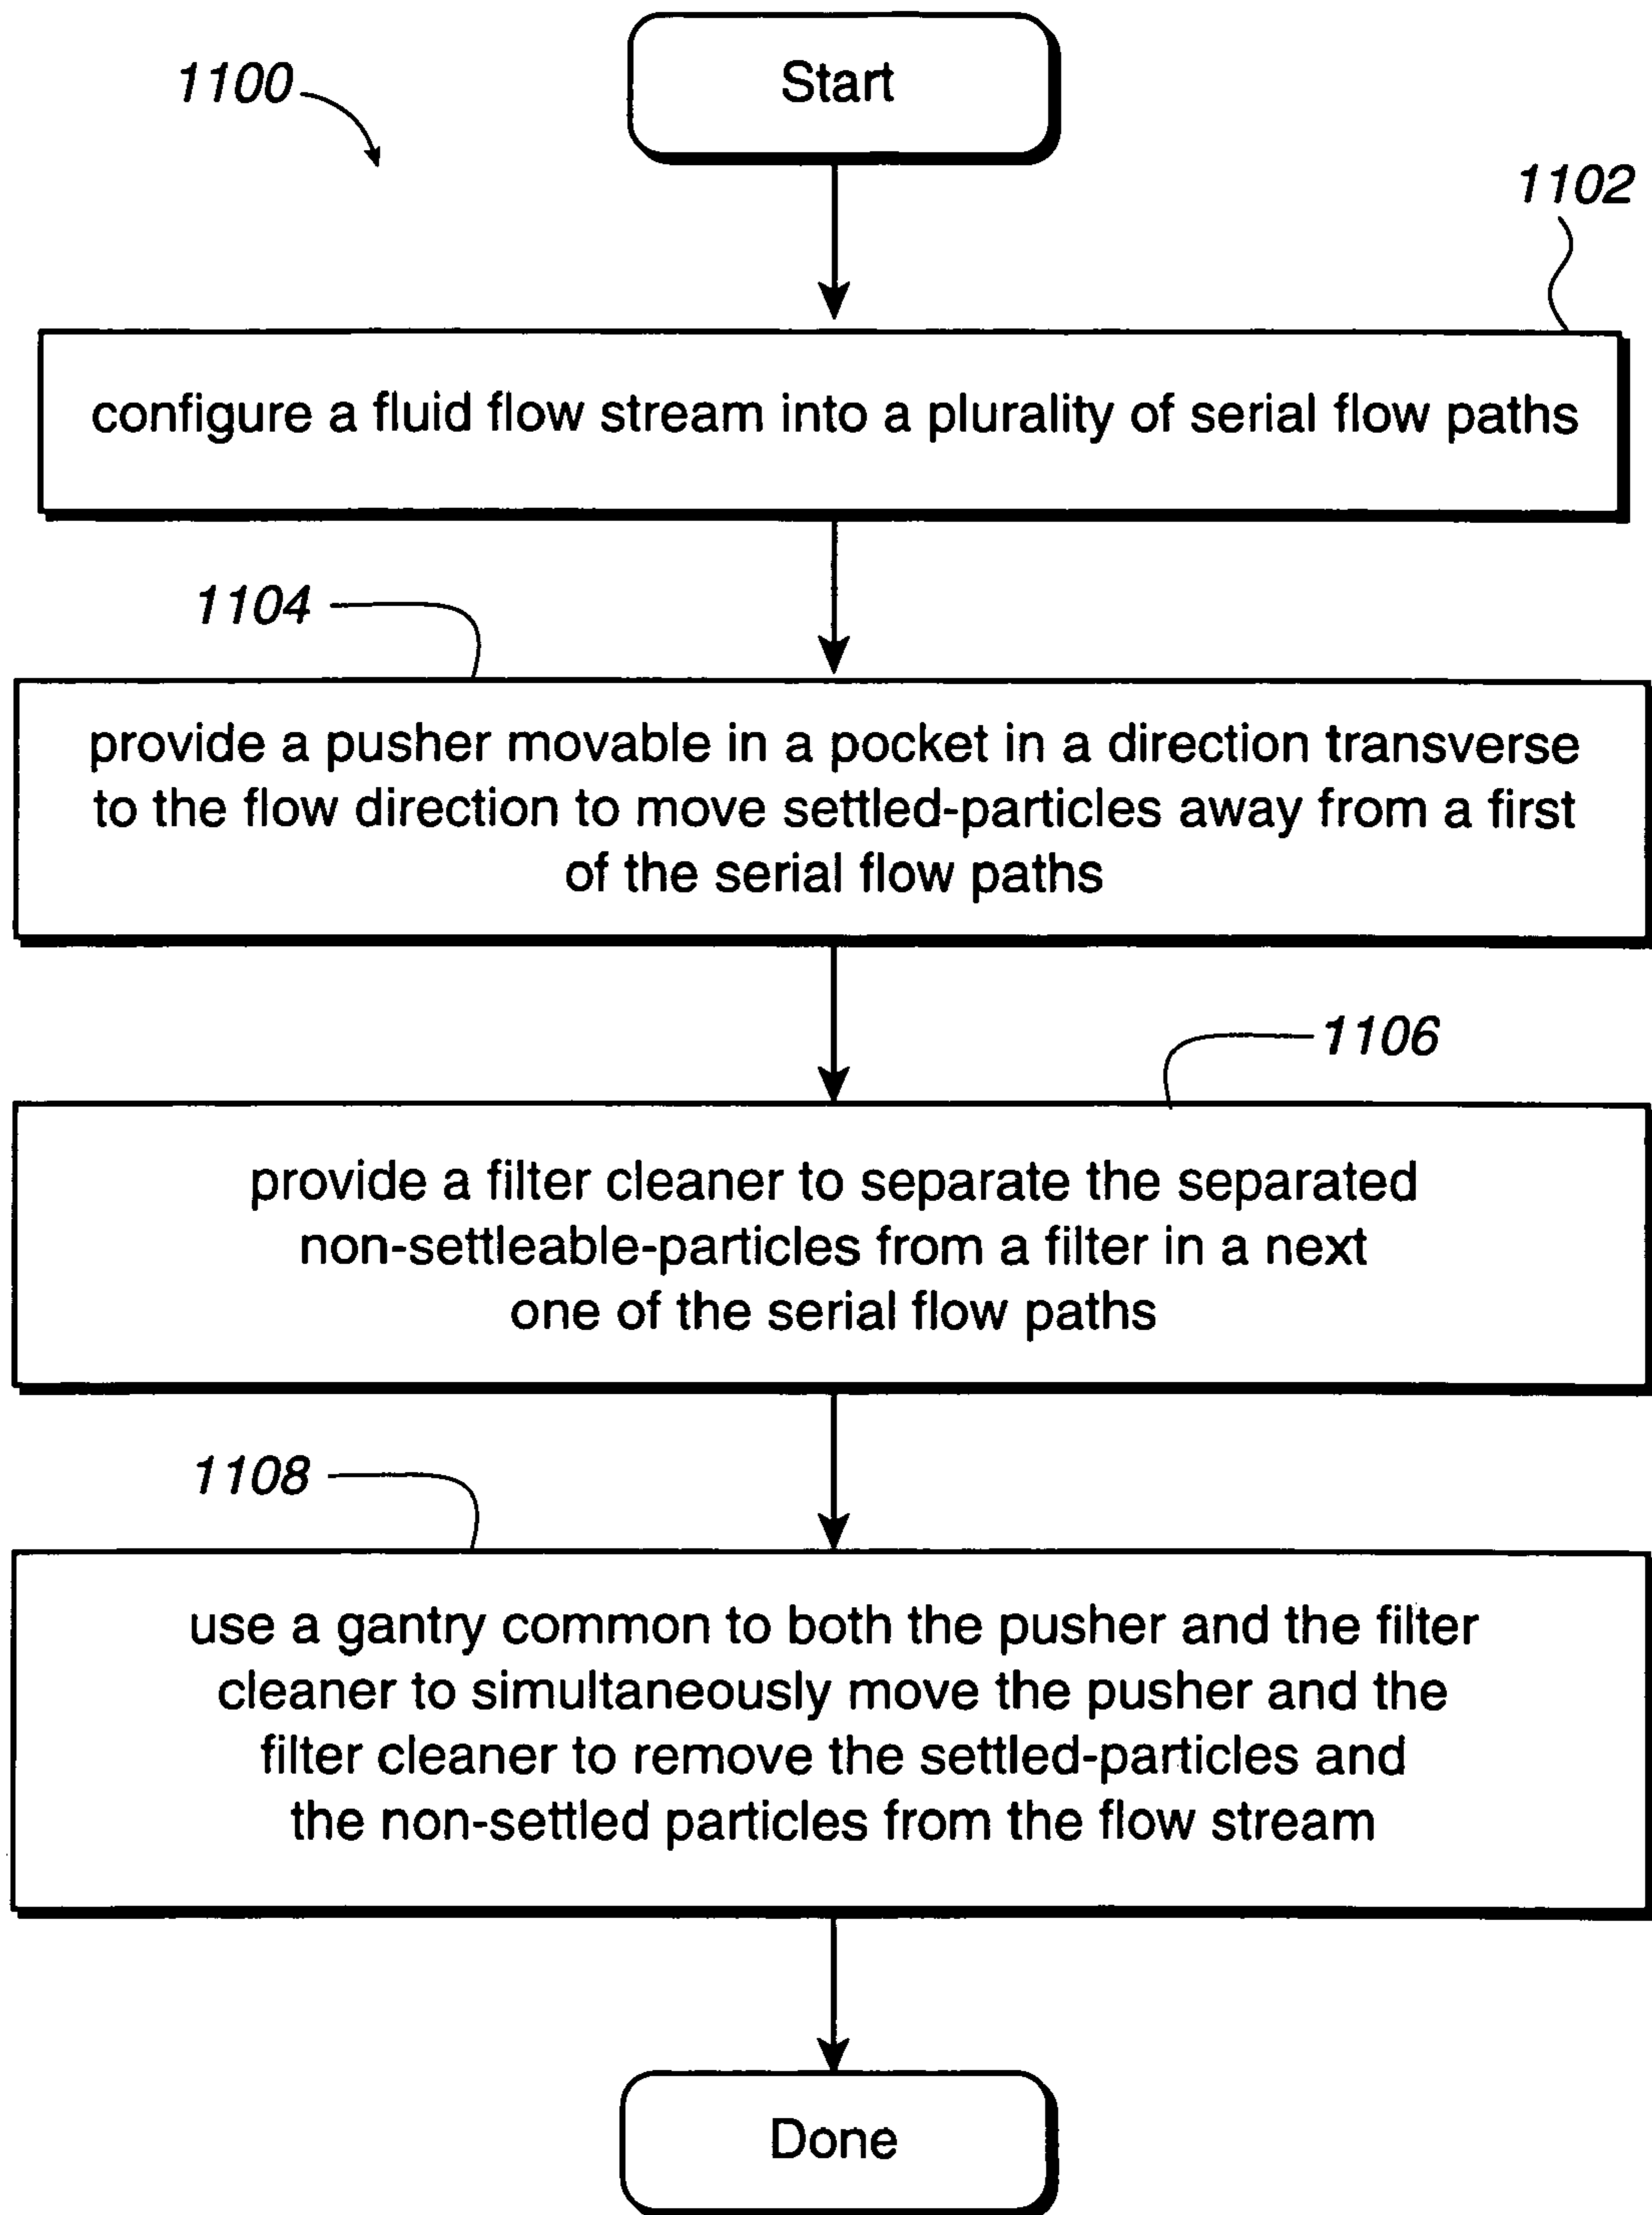 Start
1100
1102
configure a fluid flow stream into a plurality of serial flow paths
1104
provide a pusher movable in a pocket in a direction transverse
to the flow direction to move settled-particles away from a first
of the serial flow paths
1106
provide a filter cleaner to separate the separated
non-settleable-particles from a filter in a next
one of the serial flow paths
1108
use a gantry common to both the pusher and the filter
cleaner to simultaneously move the pusher and the
filter cleaner to remove the settled-particles and
the non-settled particles from the flow stream
Done